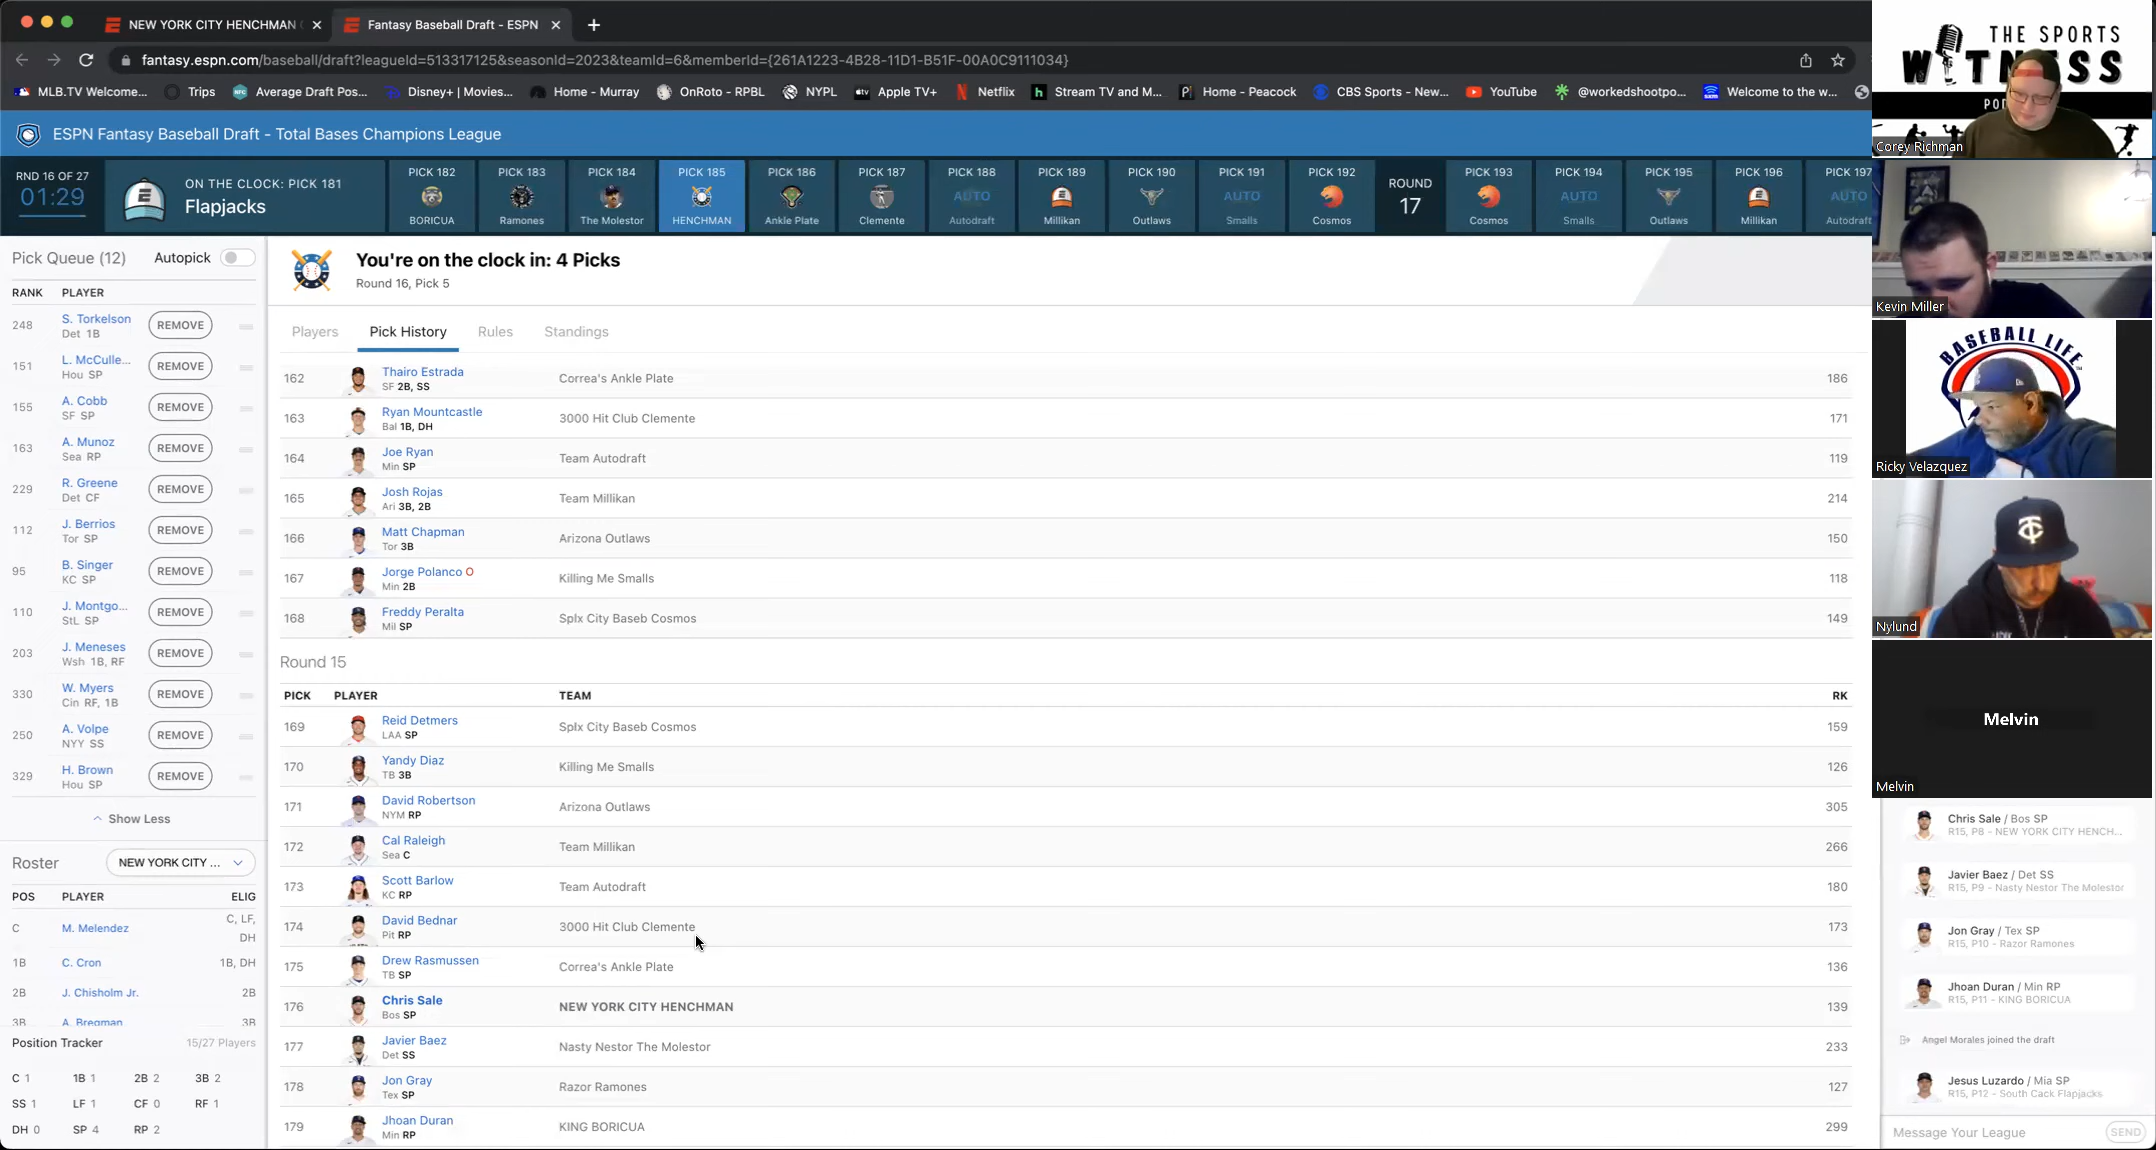 NEW YORK CITY HENCHMAN
Fantasy Baseball Draft - ESPN
fantasy.espn.com/baseball/draft?leagueId=513317125&seasonId=2023&teamId=6&memberId={261A1223-4B28-11D1-B51F-00A0C9111034}
MLB.TV Welcome... Trips Average Draft Pos... Disney+ | Movies... Home - Murray OnRoto - RPBL NYPL Apple TV+ Netflix Stream TV and M... Home - Peacock CBS Sports - New... YouTube @workedshootpo... Welcome to the w...
ESPN Fantasy Baseball Draft - Total Bases Champions League
RND 16 OF 27
01:29
ON THE CLOCK: PICK 181
Flapjacks
PICK 182 BORICUA
PICK 183 Ramones
PICK 184 The Molestor
PICK 185 HENCHMAN
PICK 186 Ankle Plate
PICK 187 Clemente
PICK 188 AUTO Autodraft
PICK 189 Millikan
PICK 190 Outlaws
PICK 191 AUTO Smalls
PICK 192 Cosmos
ROUND 17
PICK 193 Cosmos
PICK 194 AUTO Smalls
PICK 195 Outlaws
PICK 196 Millikan
PICK 197 AUTO Autodraft
Pick Queue (12) Autopick
RANK PLAYER
248 S. Torkelson Det 1B REMOVE
151 L. McCulle... Hou SP REMOVE
155 A. Cobb SF SP REMOVE
163 A. Munoz Sea RP REMOVE
229 R. Greene Det CF REMOVE
112 J. Berrios Tor SP REMOVE
95 B. Singer KC SP REMOVE
110 J. Montgo... StL SP REMOVE
203 J. Meneses Wsh 1B, RF REMOVE
330 W. Myers Cin RF, 1B REMOVE
250 A. Volpe NYY SS REMOVE
329 H. Brown Hou SP REMOVE
Show Less
Roster NEW YORK CITY ...
POS PLAYER ELIG
C M. Melendez C, LF, DH
1B C. Cron 1B, DH
2B J. Chisholm Jr. 2B
3B A. Bregman 3B
Position Tracker 15/27 Players
C 1 1B 1 2B 2 3B 2
SS 1 LF 1 CF 0 RF 1
DH 0 SP 4 RP 2
You're on the clock in: 4 Picks
Round 16, Pick 5
Players Pick History Rules Standings
162 Thairo Estrada SF 2B, SS Correa's Ankle Plate 186
163 Ryan Mountcastle Bal 1B, DH 3000 Hit Club Clemente 171
164 Joe Ryan Min SP Team Autodraft 119
165 Josh Rojas Ari 3B, 2B Team Millikan 214
166 Matt Chapman Tor 3B Arizona Outlaws 150
167 Jorge Polanco O Min 2B Killing Me Smalls 118
168 Freddy Peralta Mil SP Splx City Baseb Cosmos 149
Round 15
PICK PLAYER TEAM RK
169 Reid Detmers LAA SP Splx City Baseb Cosmos 159
170 Yandy Diaz TB 3B Killing Me Smalls 126
171 David Robertson NYM RP Arizona Outlaws 305
172 Cal Raleigh Sea C Team Millikan 266
173 Scott Barlow KC RP Team Autodraft 180
174 David Bednar Pit RP 3000 Hit Club Clemente 173
175 Drew Rasmussen TB SP Correa's Ankle Plate 136
176 Chris Sale Bos SP NEW YORK CITY HENCHMAN 139
177 Javier Baez Det SS Nasty Nestor The Molestor 233
178 Jon Gray Tex SP Razor Ramones 127
179 Jhoan Duran Min RP KING BORICUA 299
THE SPORTS
WITNESS
Corey Richman
Kevin Miller
BASEBALL LIFE
Ricky Velazquez
TC
Nylund
Melvin
Melvin
Chris Sale / Bos SP
R15, P8 - NEW YORK CITY HENCH...
Javier Baez / Det SS
R15, P9 - Nasty Nestor The Molestor
Jon Gray / Tex SP
R15, P10 - Razor Ramones
Jhoan Duran / Min RP
R15, P11 - KING BORICUA
Angel Morales joined the draft
Jesus Luzardo / Mia SP
R15, P12 - South Cack Flapjacks
Message Your League SEND